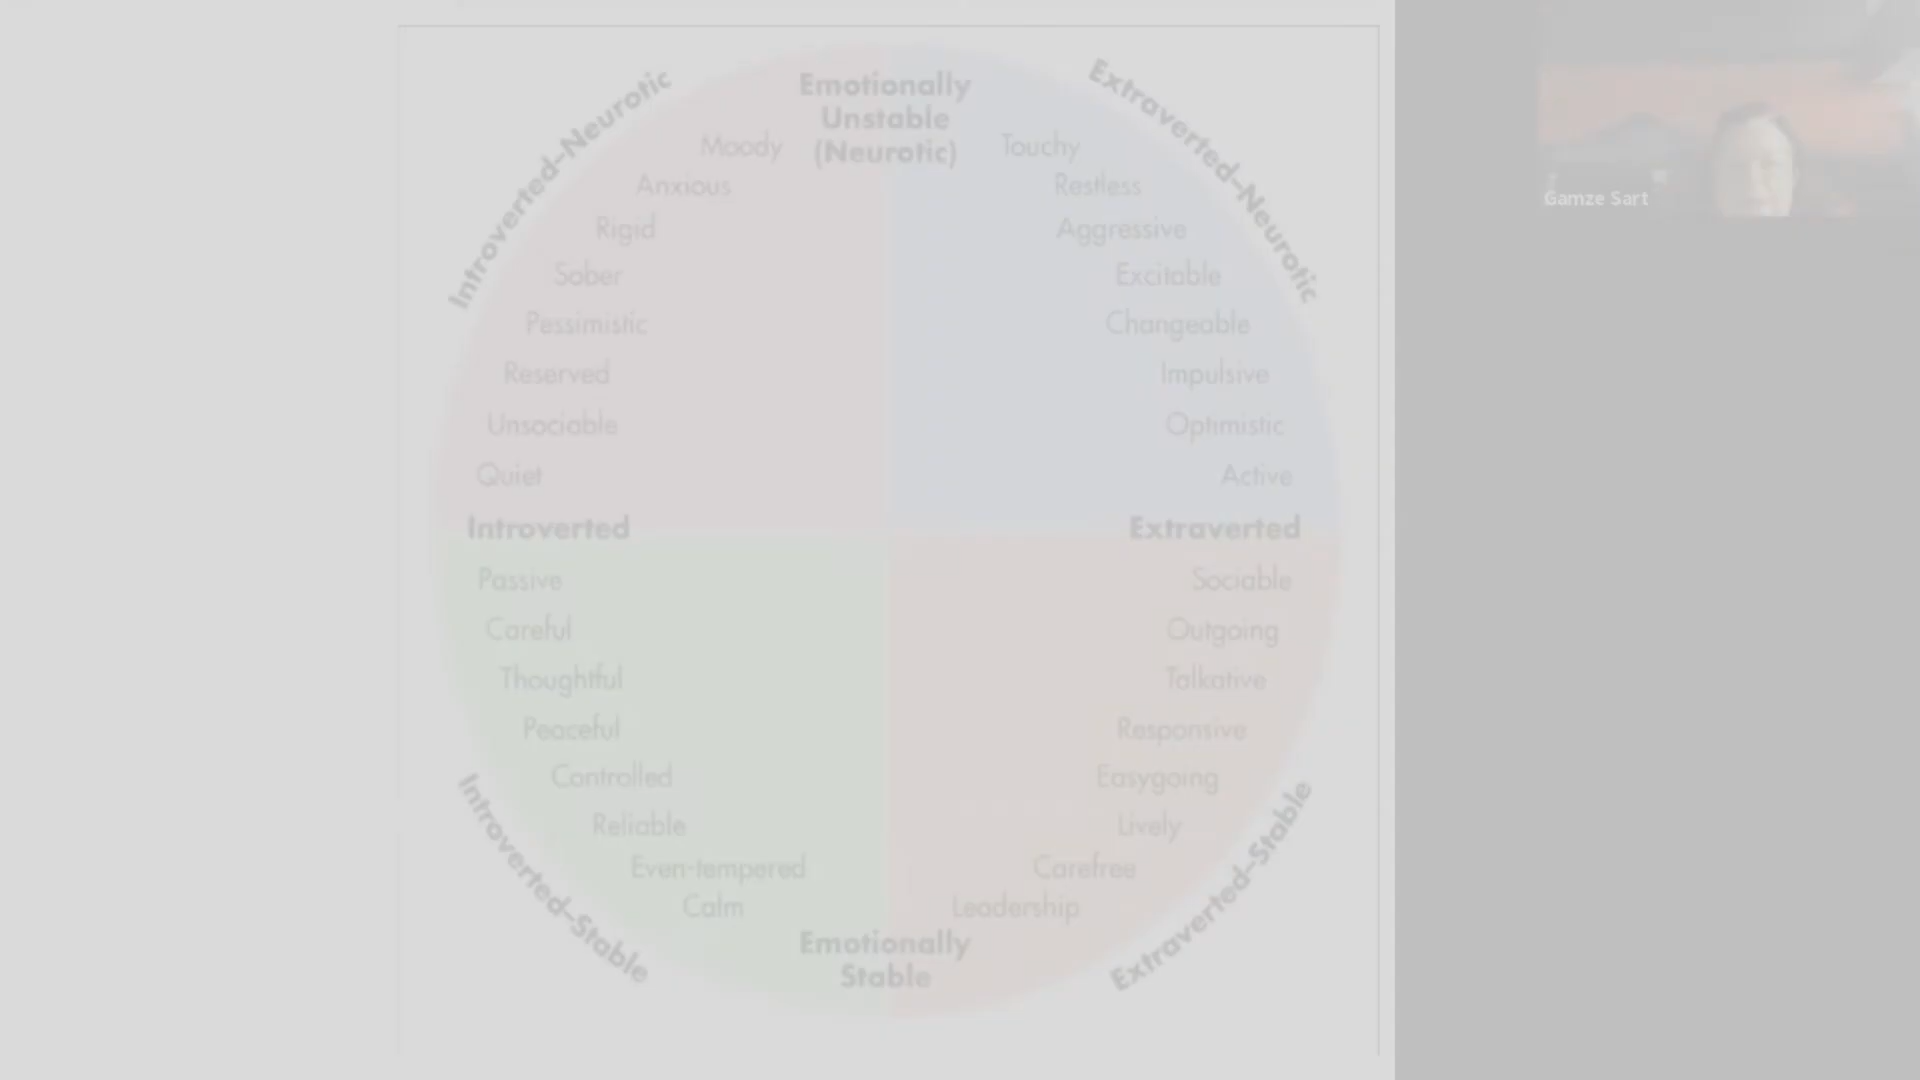 Introverted–Neurotic
Extraverted–Neurotic
Emotionally
Unstable
(Neurotic)
Moody
Touchy
Anxious
Restless
Rigid
Aggressive
Sober
Excitable
Pessimistic
Changeable
Reserved
Impulsive
Unsociable
Optimistic
Quiet
Active
Introverted
Extraverted
Passive
Sociable
Careful
Outgoing
Thoughtful
Talkative
Peaceful
Responsive
Controlled
Easygoing
Reliable
Lively
Even-tempered
Carefree
Calm
Leadership
Emotionally
Stable
Introverted–Stable
Extraverted–Stable
Gamze Sart